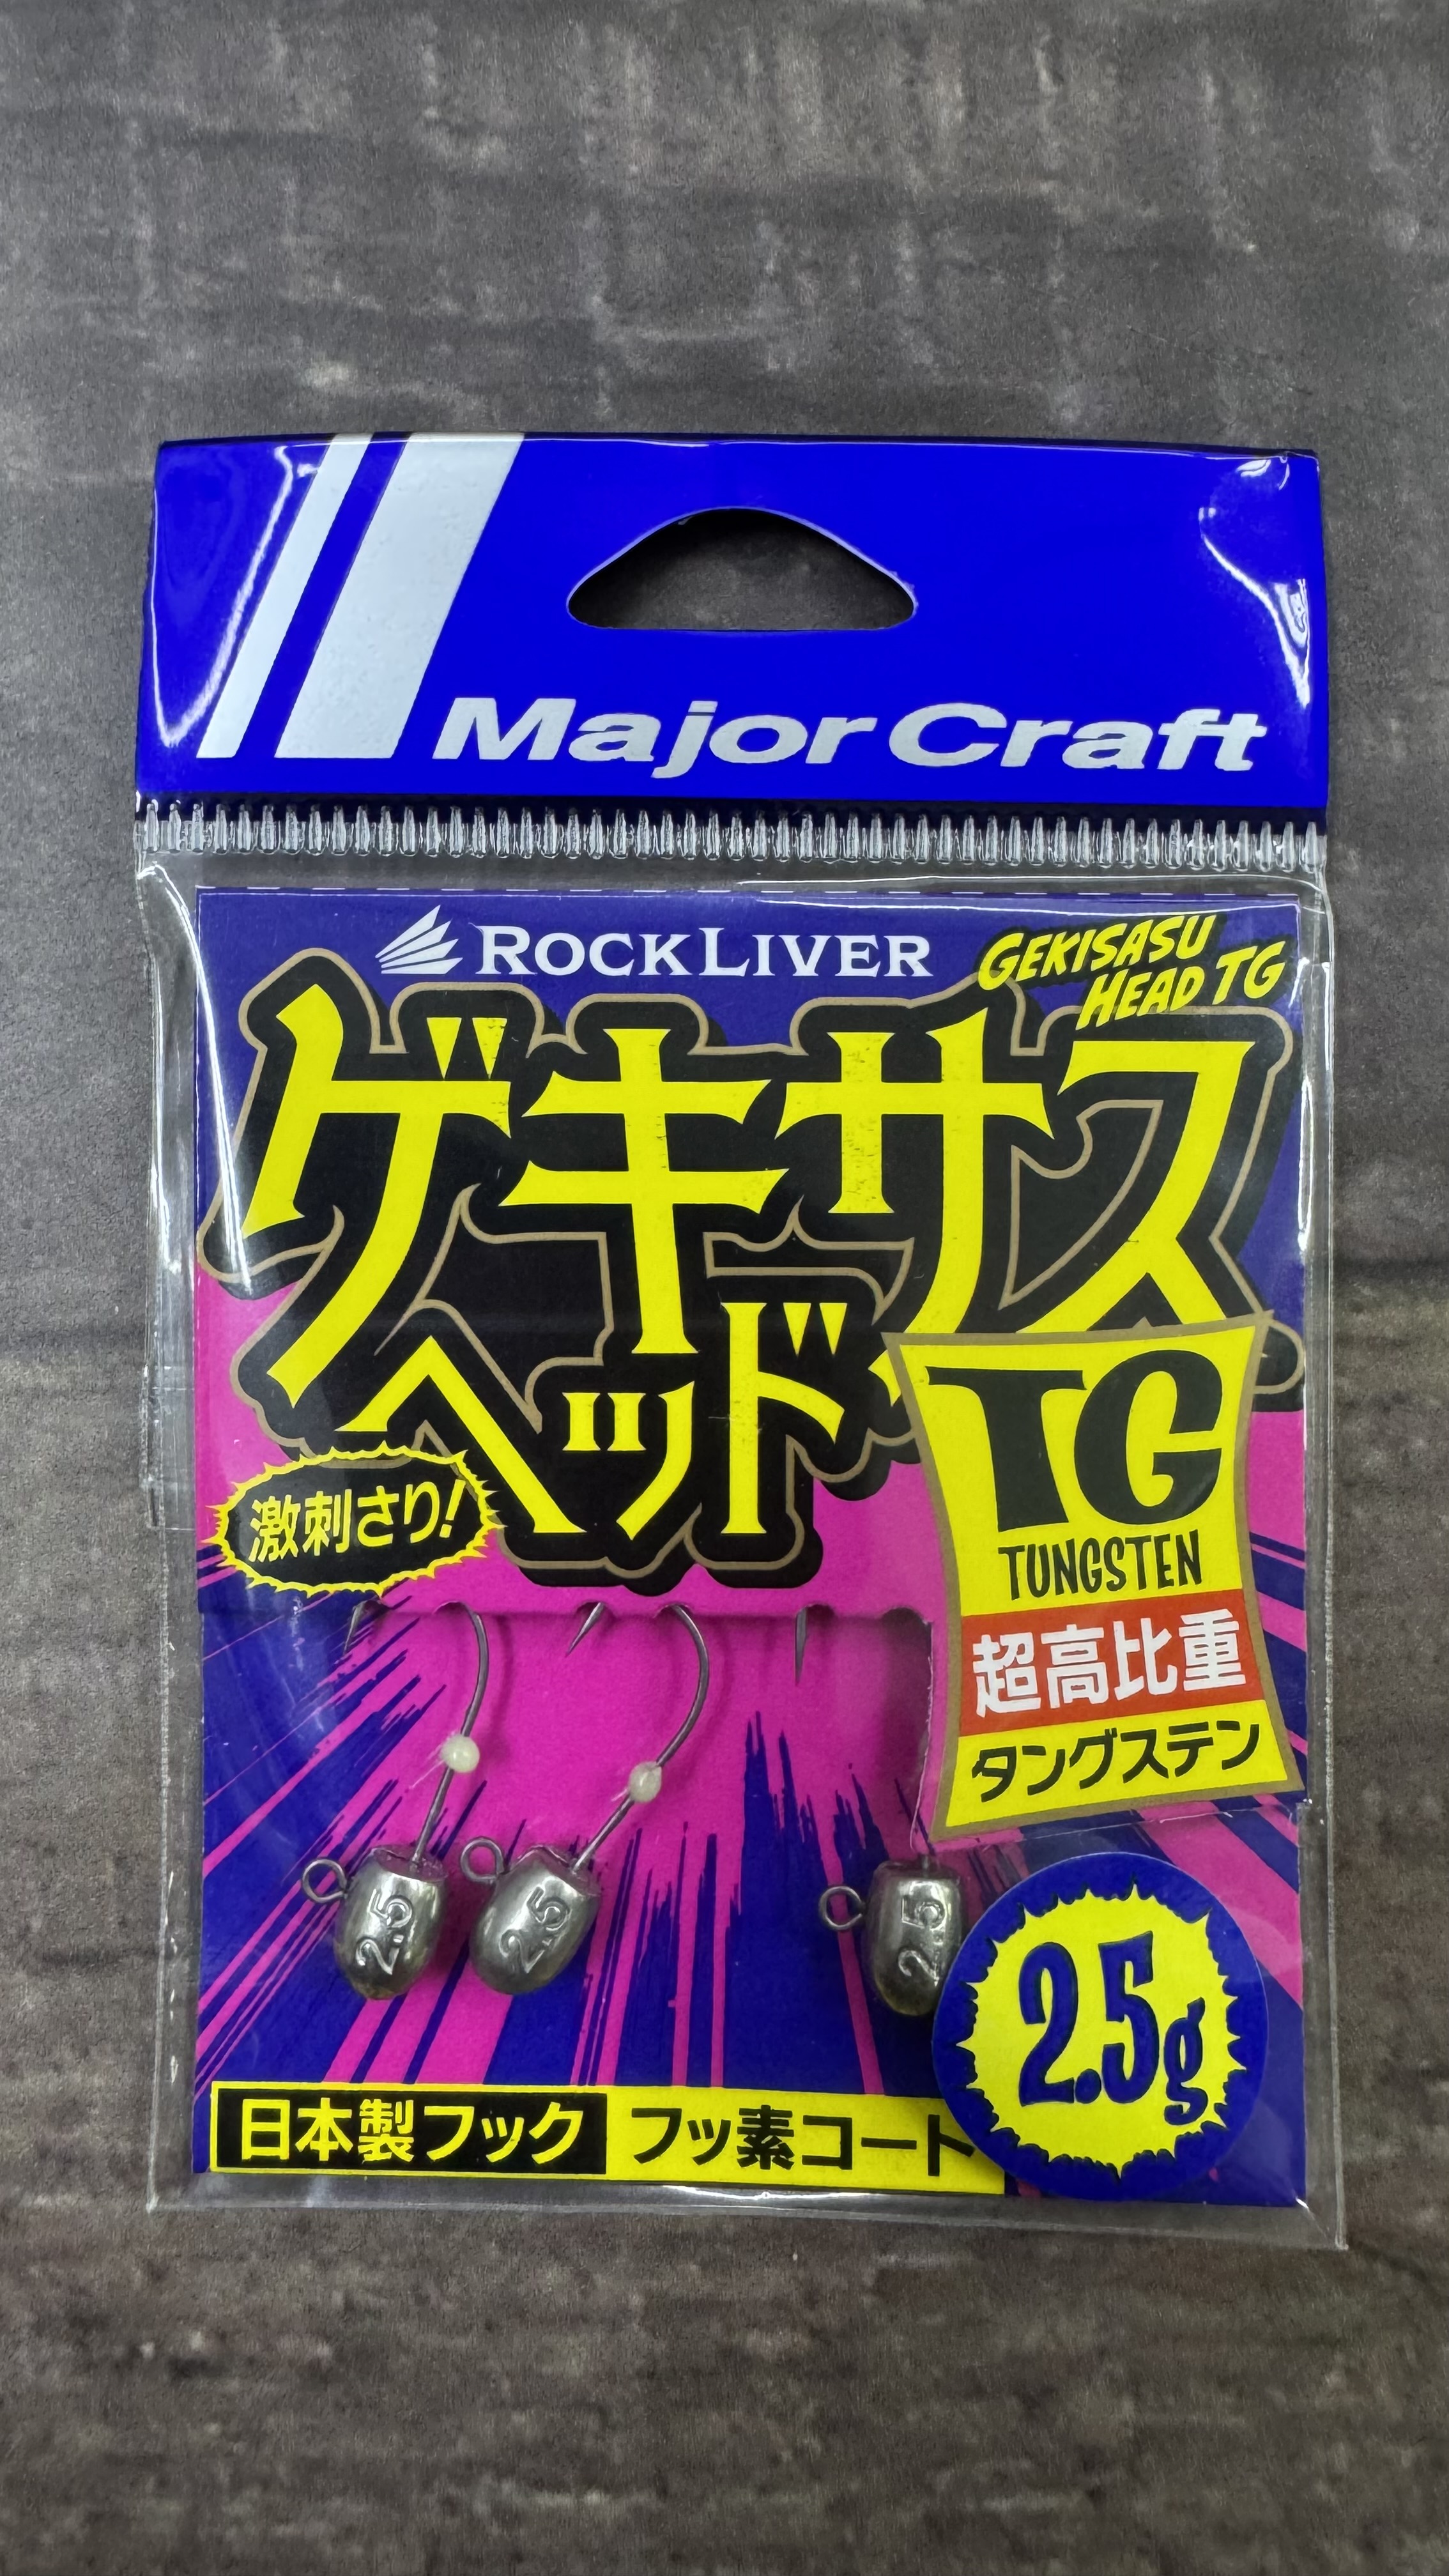 Major Craft
ROCKLIVER
GEKISASU
HEAD TG
ゲキサス
ヘッド
激刺さり!
TG
TUNGSTEN
超高比重
タングステン
2.5
2.5
2.5
2.5g
日本製フック フッ素コート